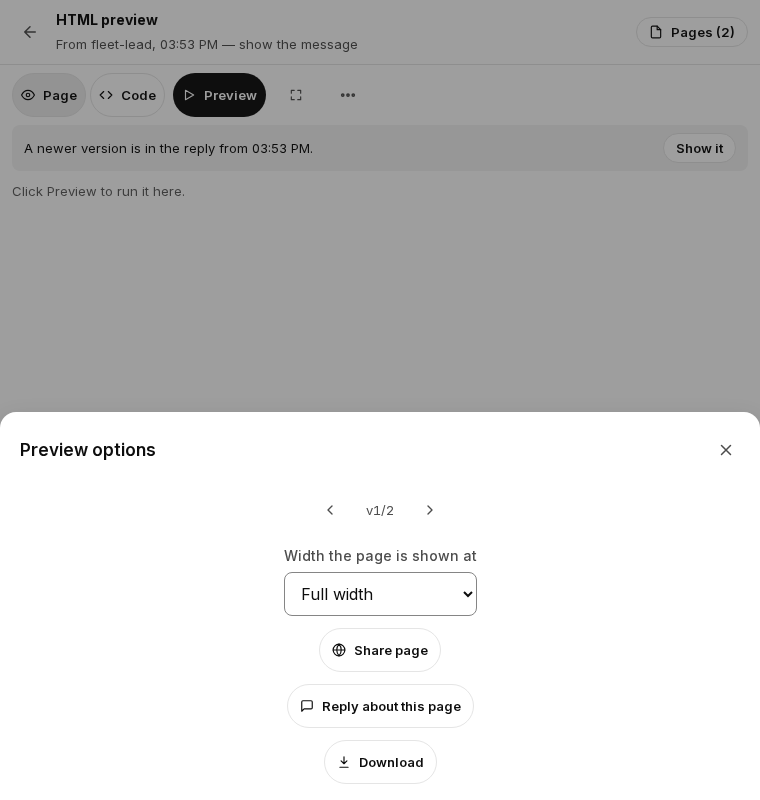 HTML preview
From fleet-lead, 03:53 PM — show the message
Pages (2)
Page
Code
Preview
A newer version is in the reply from 03:53 PM.
Show it
Click Preview to run it here.
Preview options
v1/2
Width the page is shown at
Full width
Share page
Reply about this page
Download